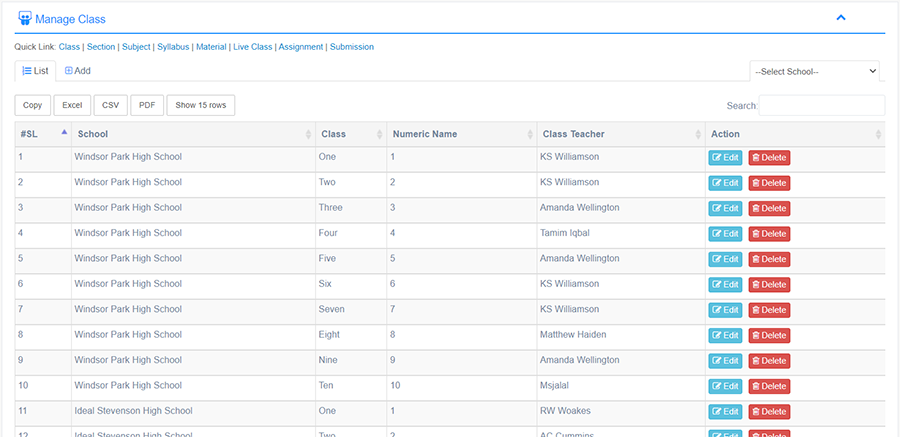 Manage Class
Quick Link: Class | Section | Subject | Syllabus | Material | Live Class | Assignment | Submission
List Add --Select School--
Copy Excel CSV PDF Show 15 rows Search:
#SL School Class Numeric Name Class Teacher Action
1 Windsor Park High School One 1 KS Williamson Edit Delete
2 Windsor Park High School Two 2 KS Williamson Edit Delete
3 Windsor Park High School Three 3 Amanda Wellington Edit Delete
4 Windsor Park High School Four 4 Tamim Iqbal Edit Delete
5 Windsor Park High School Five 5 Amanda Wellington Edit Delete
6 Windsor Park High School Six 6 KS Williamson Edit Delete
7 Windsor Park High School Seven 7 KS Williamson Edit Delete
8 Windsor Park High School Eight 8 Matthew Haiden Edit Delete
9 Windsor Park High School Nine 9 Amanda Wellington Edit Delete
10 Windsor Park High School Ten 10 Msjalal Edit Delete
11 Ideal Stevenson High School One 1 RW Woakes Edit Delete
12 Ideal Stevenson High School Two 2 AC Cummins